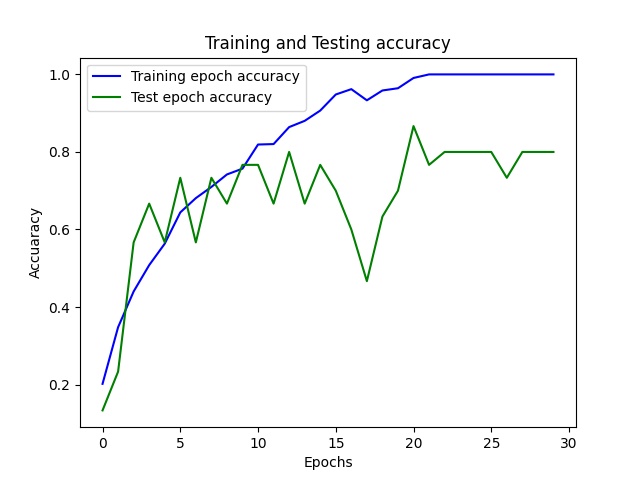 Training and Testing accuracy
Training epoch accuracy
Test epoch accuracy
1.0
0.8
0.6
0.4
0.2
Accuaracy
0 5 10 15 20 25 30
Epochs